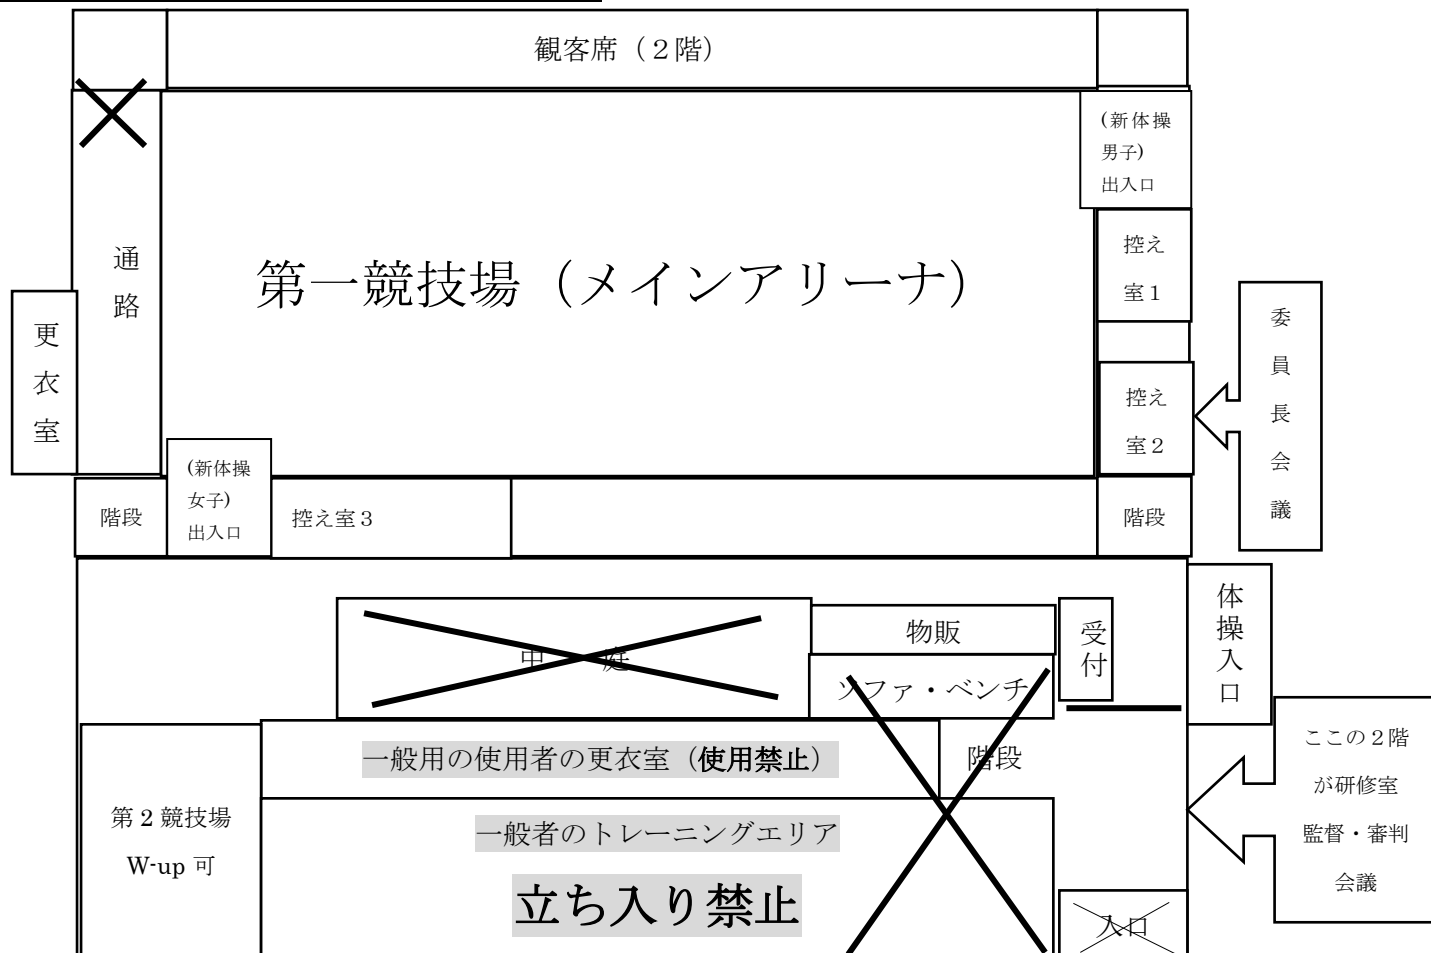 観客席（２階）
(新体操
男子)
出入口
通
路
第一競技場（メインアリーナ）
控え
室１
更
衣
室
委
員
長
会
議
控え
室２
(新体操
女子)
出入口
階段
控え室３
階段
体
操
入
口
物販
受
付
中　庭
ソファ・ベンチ
一般用の使用者の更衣室（使用禁止）
階段
ここの２階
が研修室
監督・審判
会議
第２競技場
W-up 可
一般者のトレーニングエリア
立ち入り禁止
入口